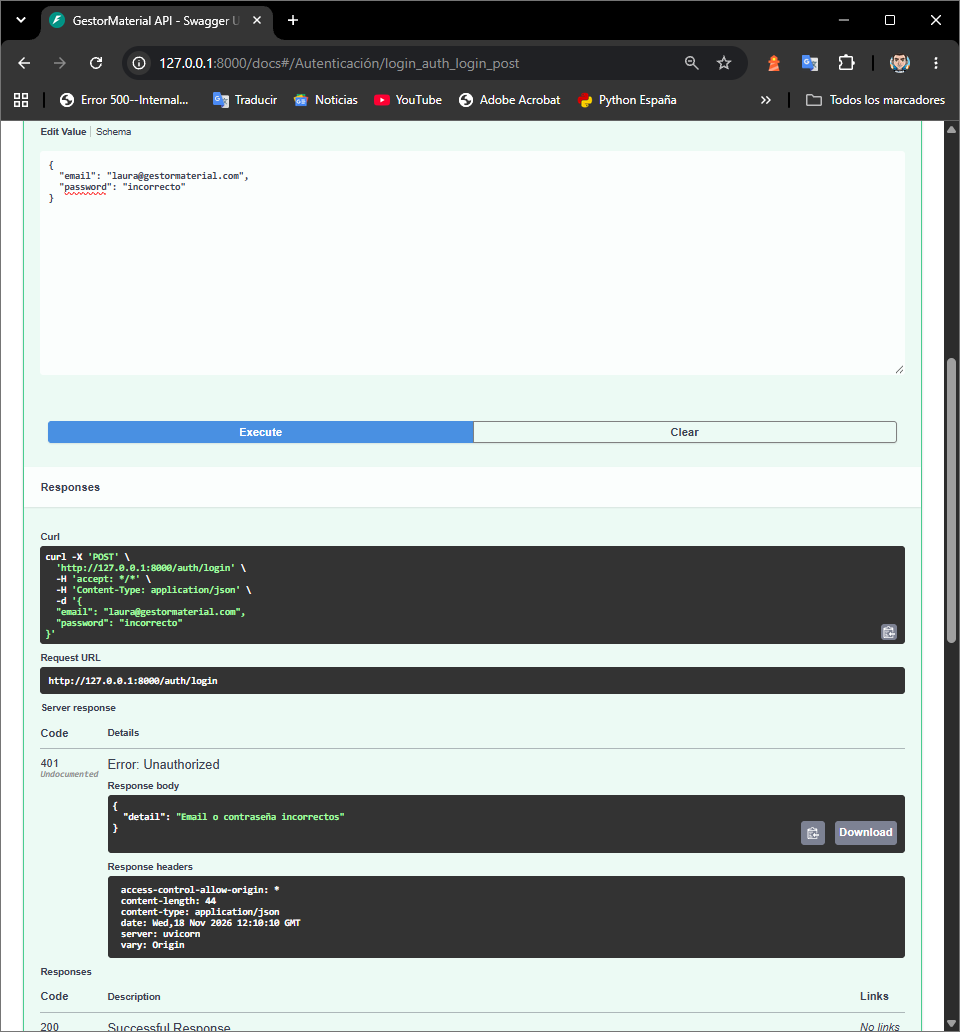 GestorMaterial API - Swagger U
127.0.0.1:8000/docs#/Autenticación/login_auth_login_post
Error 500--Internal...
Traducir
Noticias
YouTube
Adobe Acrobat
Python España
Todos los marcadores
Edit Value | Schema
{
"email": "laura@gestormaterial.com",
"password": "incorrecto"
}
Execute
Clear
Responses
Curl
curl -X 'POST' \
'http://127.0.0.1:8000/auth/login' \
-H 'accept: */*' \
-H 'Content-Type: application/json' \
-d '{
"email": "laura@gestormaterial.com",
"password": "incorrecto"
}'
Request URL
http://127.0.0.1:8000/auth/login
Server response
Code Details
401 Error: Unauthorized
Undocumented
Response body
{
"detail": "Email o contraseña incorrectos"
}
Download
Response headers
access-control-allow-origin: *
content-length: 44
content-type: application/json
date: Wed,18 Nov 2026 12:10:10 GMT
server: uvicorn
vary: Origin
Responses
Code Description Links
200 Successful Response No links